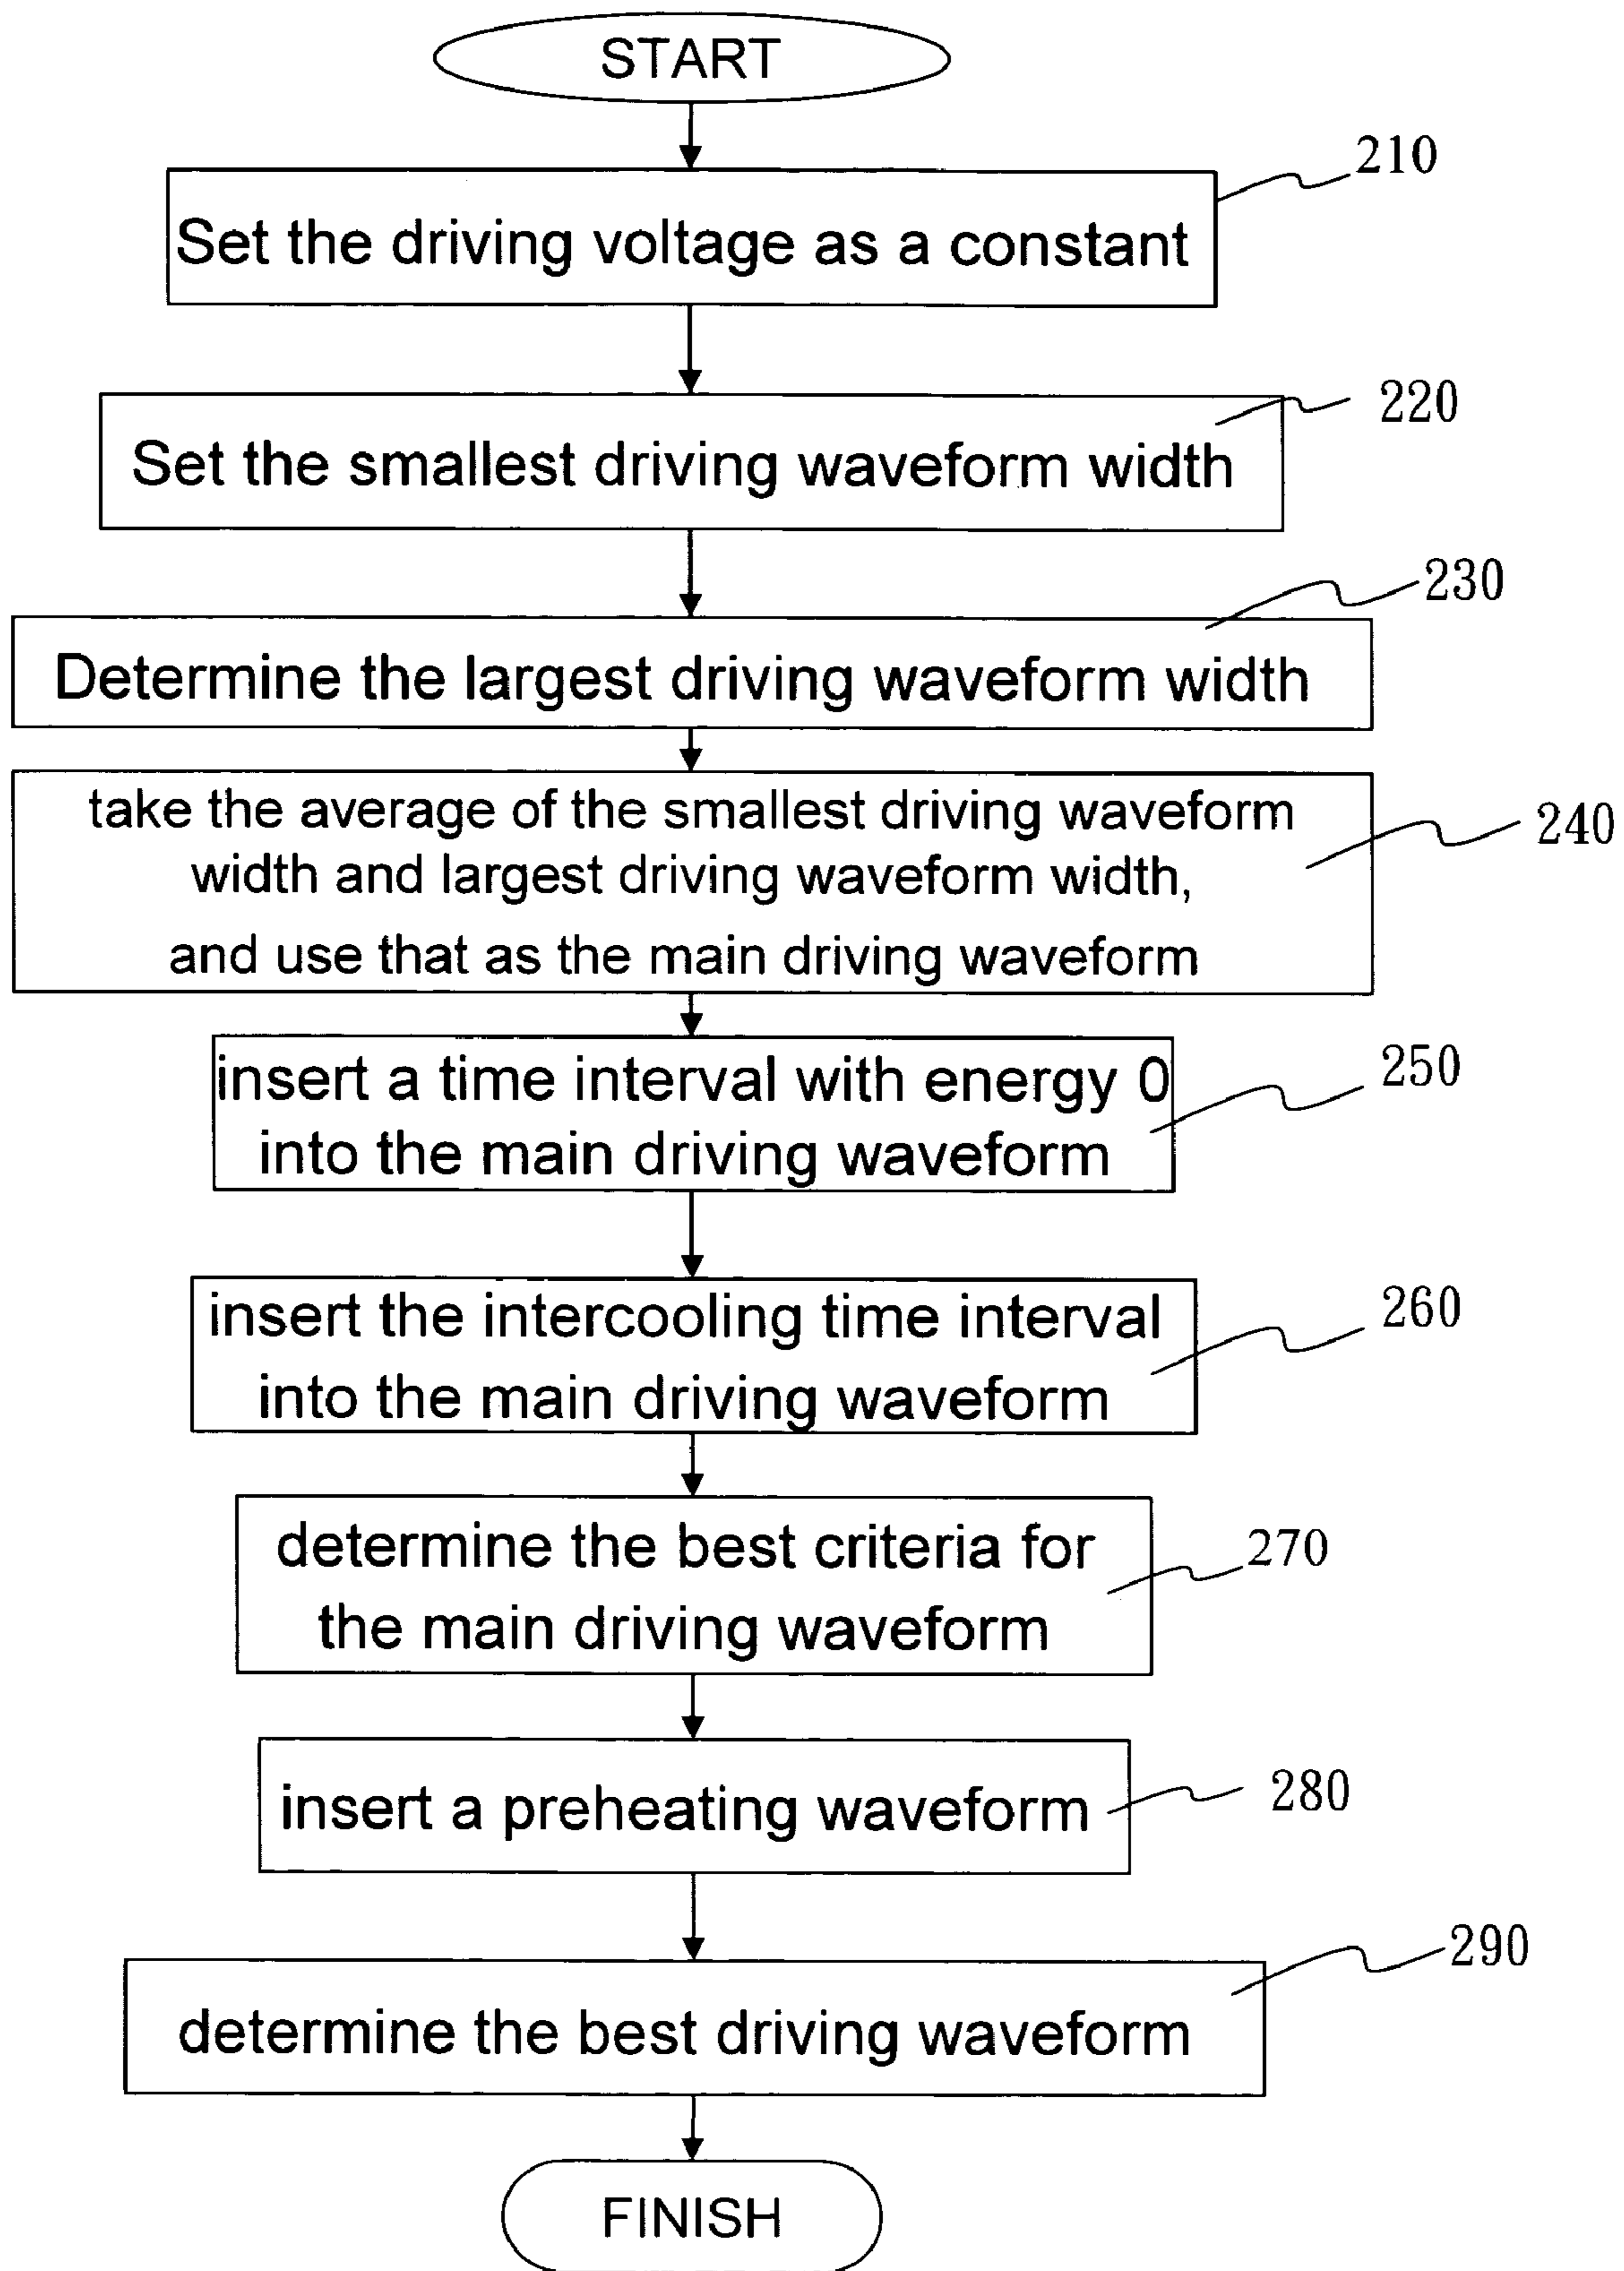 START
210
Set the driving voltage as a constant
220
Set the smallest driving waveform width
230
Determine the largest driving waveform width
take the average of the smallest driving waveform
width and largest driving waveform width,
240
and use that as the main driving waveform
insert a time interval with energy 0
250
into the main driving waveform
insert the intercooling time interval
260
into the main driving waveform
determine the best criteria for
270
the main driving waveform
insert a preheating waveform
280
290
determine the best driving waveform
FINISH